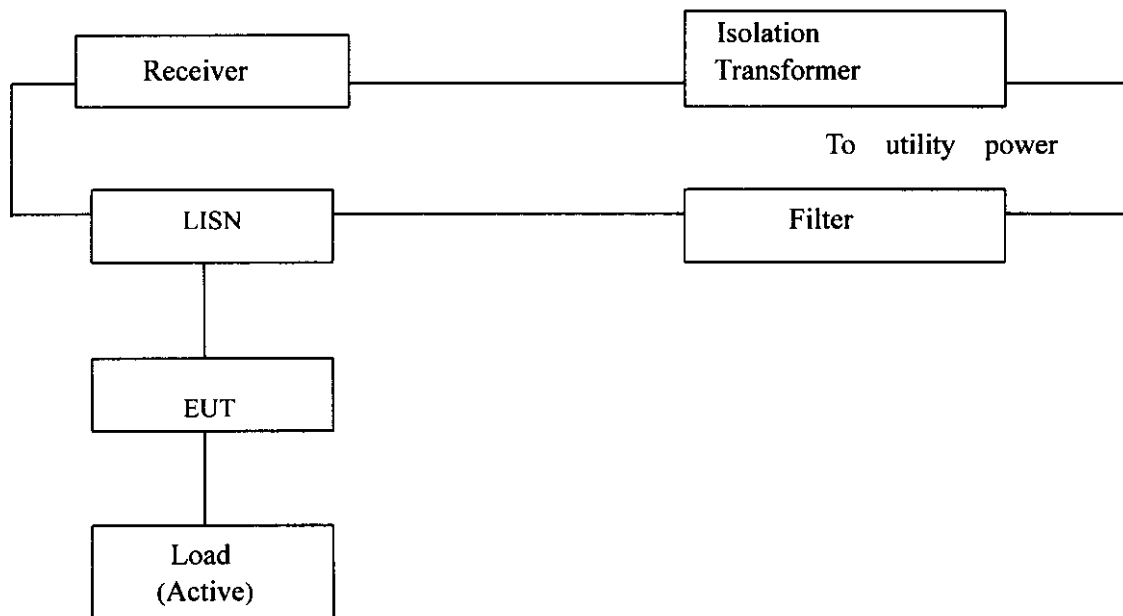 Receiver
Isolation
Transformer
To utility power
LISN
Filter
EUT
Load
(Active)